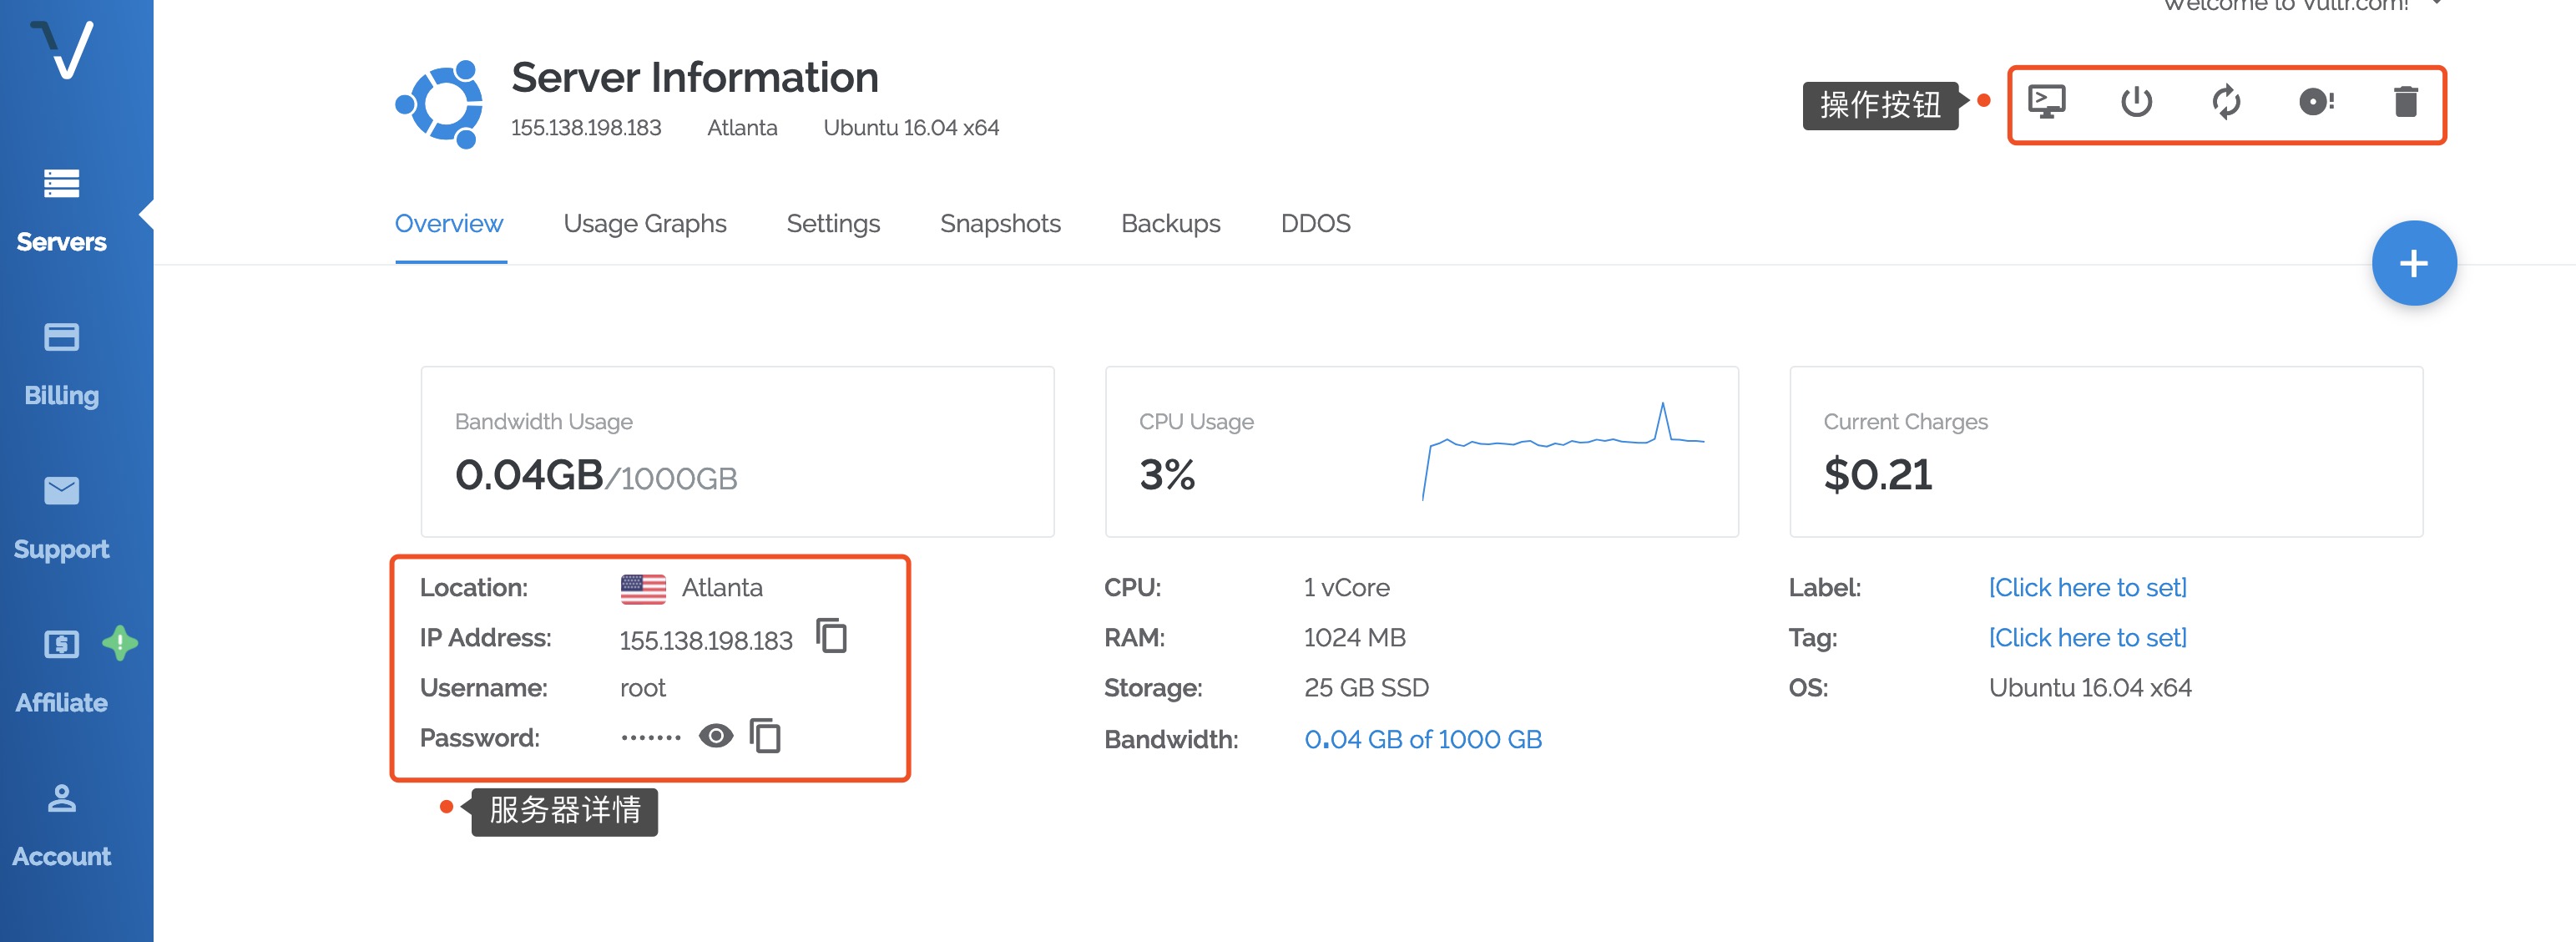 Welcome to Vultr.com!
Server Information
155.138.198.183 Atlanta Ubuntu 16.04 x64
操作按钮
Servers
Billing
Support
Affiliate
Account
Overview Usage Graphs Settings Snapshots Backups DDOS
Bandwidth Usage
0.04GB/1000GB
CPU Usage
3%
Current Charges
$0.21
Location: Atlanta
IP Address: 155.138.198.183
Username: root
Password: •••••••
服务器详情
CPU: 1 vCore
RAM: 1024 MB
Storage: 25 GB SSD
Bandwidth: 0.04 GB of 1000 GB
Label: [Click here to set]
Tag: [Click here to set]
OS: Ubuntu 16.04 x64